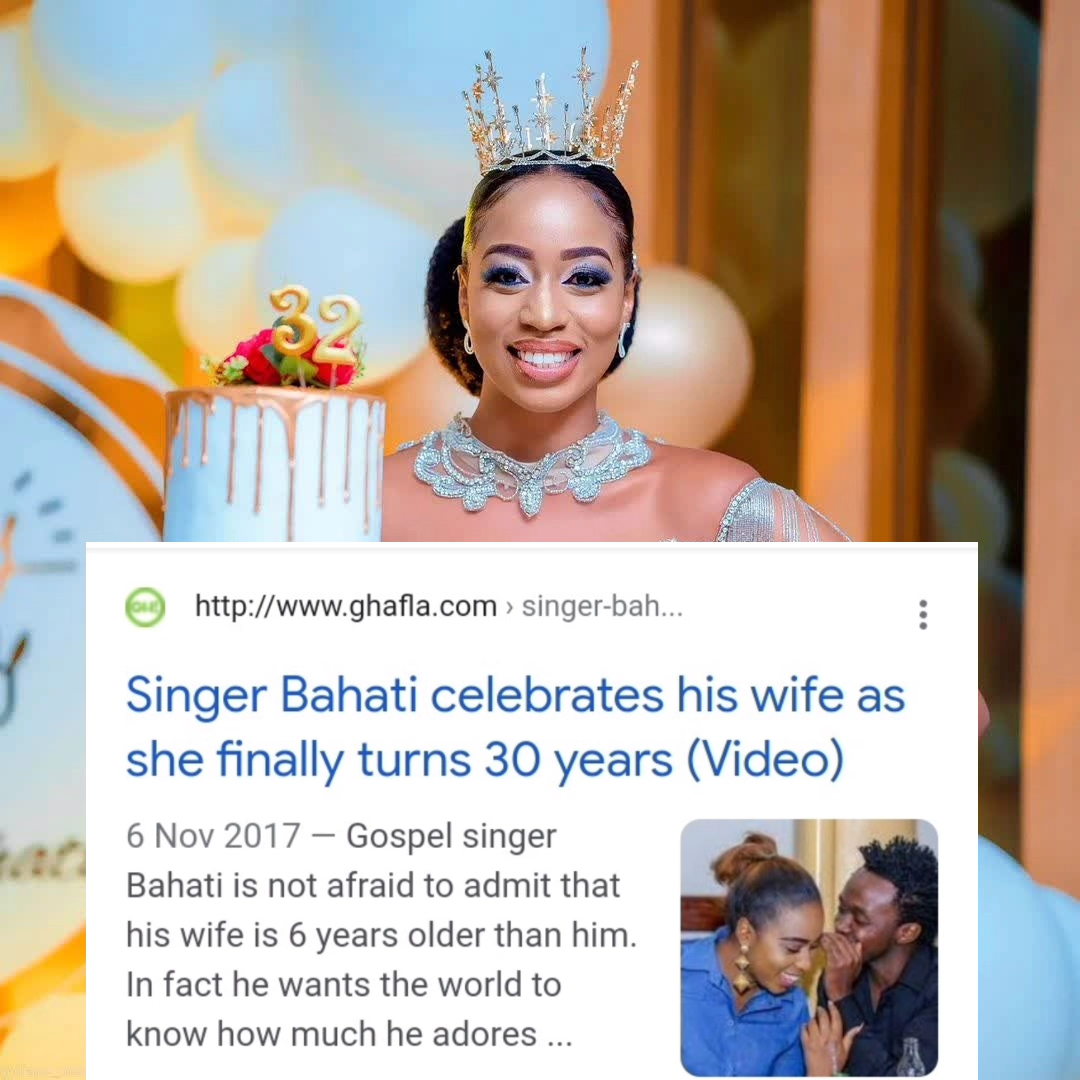 32
GH!
http://www.ghafla.com › singer-bah...
Singer Bahati celebrates his wife as
she finally turns 30 years (Video)
6 Nov 2017 — Gospel singer
Bahati is not afraid to admit that
his wife is 6 years older than him.
In fact he wants the world to
know how much he adores ...